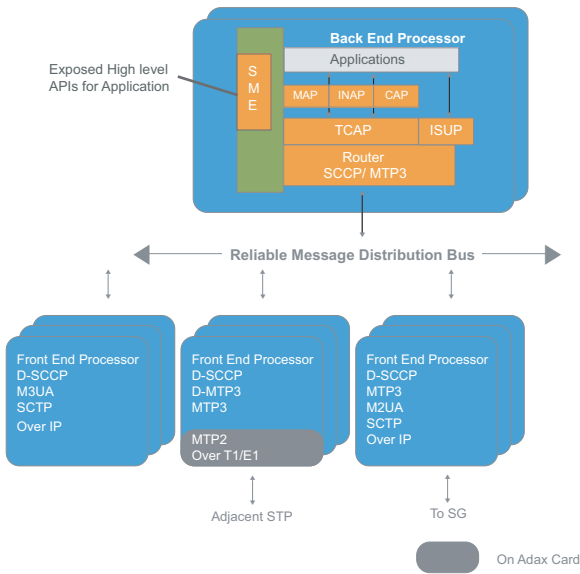 Back End Processor
Exposed High level
APIs for Application
S
M
E
Applications
MAP
INAP
CAP
TCAP
ISUP
Router
SCCP/ MTP3
Reliable Message Distribution Bus
Front End Processor
D-SCCP
M3UA
SCTP
Over IP
Front End Processor
D-SCCP
D-MTP3
MTP3
MTP2
Over T1/E1
Front End Processor
D-SCCP
MTP3
M2UA
SCTP
Over IP
Adjacent STP
To SG
On Adax Card